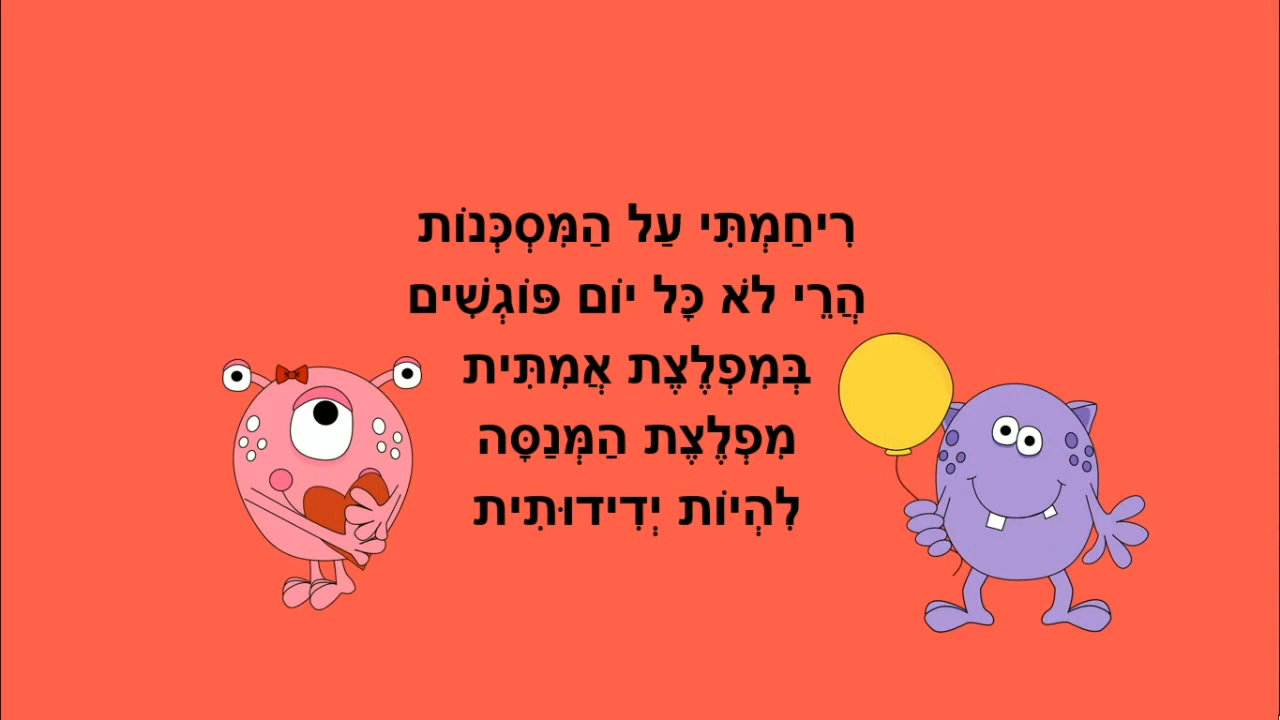 רִיחַמְתִּי עַל הַמִּסְכְּנוֹת
הֲרֵי לֹא כָּל יוֹם פּוֹגְשִׁים
בְּמִפְלֶצֶת אֲמִתִּית
מִפְלֶצֶת הַמְּנַסָּה
לִהְיוֹת יְדִידוּתִית